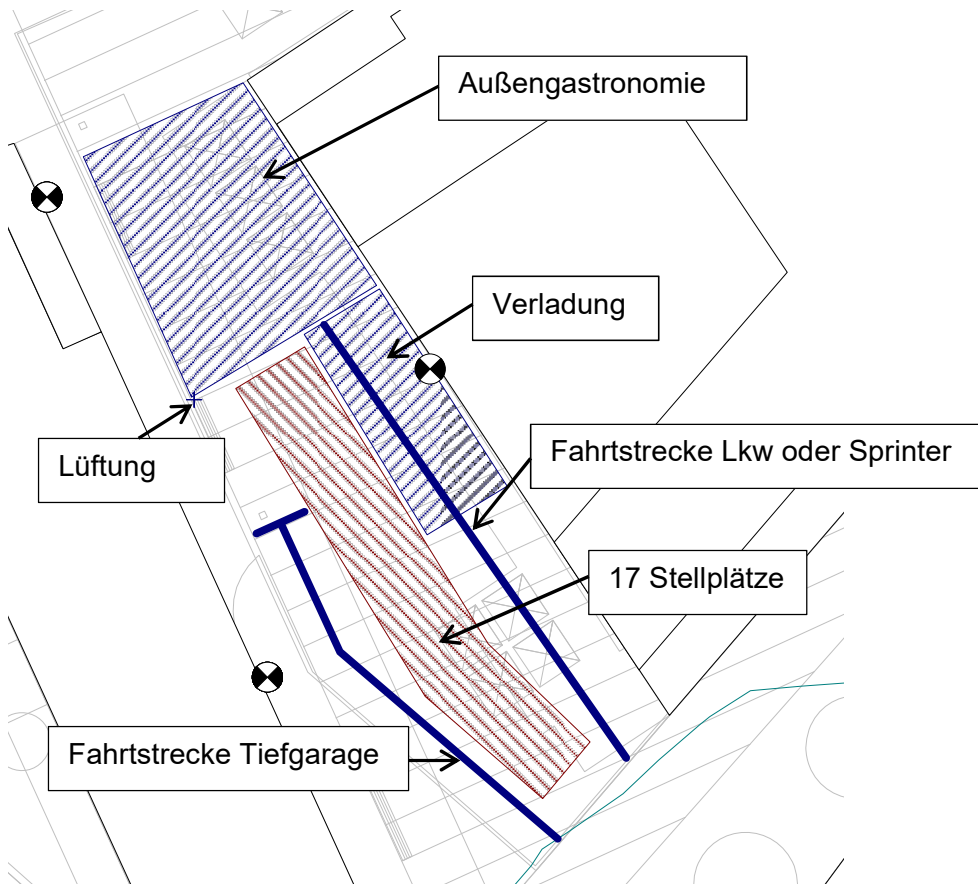 Außengastronomie
Verladung
Lüftung
Fahrtstrecke Lkw oder Sprinter
17 Stellplätze
Fahrtstrecke Tiefgarage